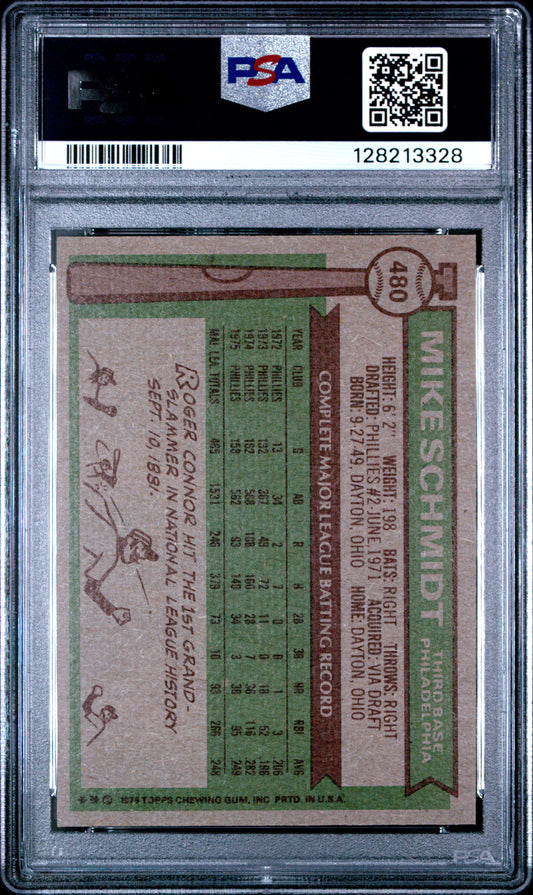 PSA
128213328
480
MIKE SCHMIDT
THIRD BASE
PHILADELPHIA
HEIGHT: 6' 2" WEIGHT: 198 BATS: RIGHT THROWS: RIGHT
DRAFTED: PHILLIES #2-JUNE, 1971 ACQUIRED: VIA DRAFT
BORN: 9-27-49, DAYTON, OHIO HOME: DAYTON, OHIO
COMPLETE MAJOR LEAGUE BATTING RECORD
YEAR CLUB G AB R H 2B 3B HR RBI AVG
1972 PHILLIES 13 34 2 7 0 0 1 3 206
1973 PHILLIES 132 367 43 72 11 0 18 52 196
1974 PHILLIES 162 568 108 160 28 7 36 116 282
1975 PHILLIES 158 562 93 140 34 3 38 95 249
MAJ. LEA. TOTALS 465 1531 246 379 73 10 93 266 248
ROGER CONNOR HIT THE 1ST GRAND-
SLAMMER IN NATIONAL LEAGUE HISTORY
SEPT. 10, 1881.
*** © 1976 TOPPS CHEWING GUM, INC. PRTD. IN U.S.A.
PSA